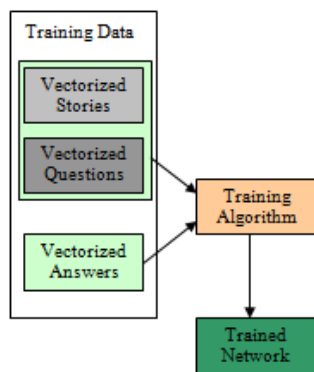 Training Data
Vectorized
Stories
Vectorized
Questions
Vectorized
Answers
Training
Algorithm
Trained
Network